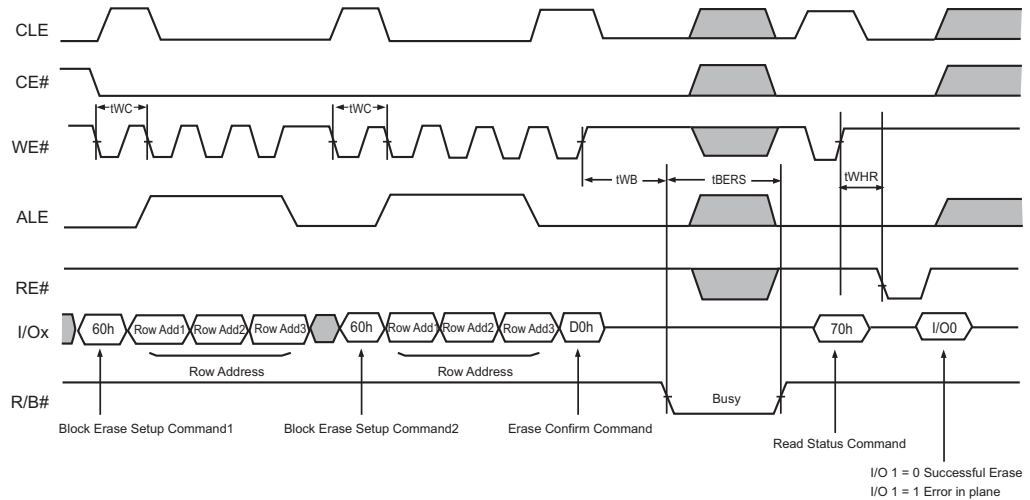 CLE
CE#
tWC
tWC
WE#
tWB
tBERS
tWHR
ALE
RE#
I/Ox
60h
Row Add1
Row Add2
Row Add3
60h
Row Add1
Row Add2
Row Add3
D0h
70h
I/O0
Row Address
Row Address
R/B#
Busy
Block Erase Setup Command1
Block Erase Setup Command2
Erase Confirm Command
Read Status Command
I/O 1 = 0 Successful Erase
I/O 1 = 1 Error in plane